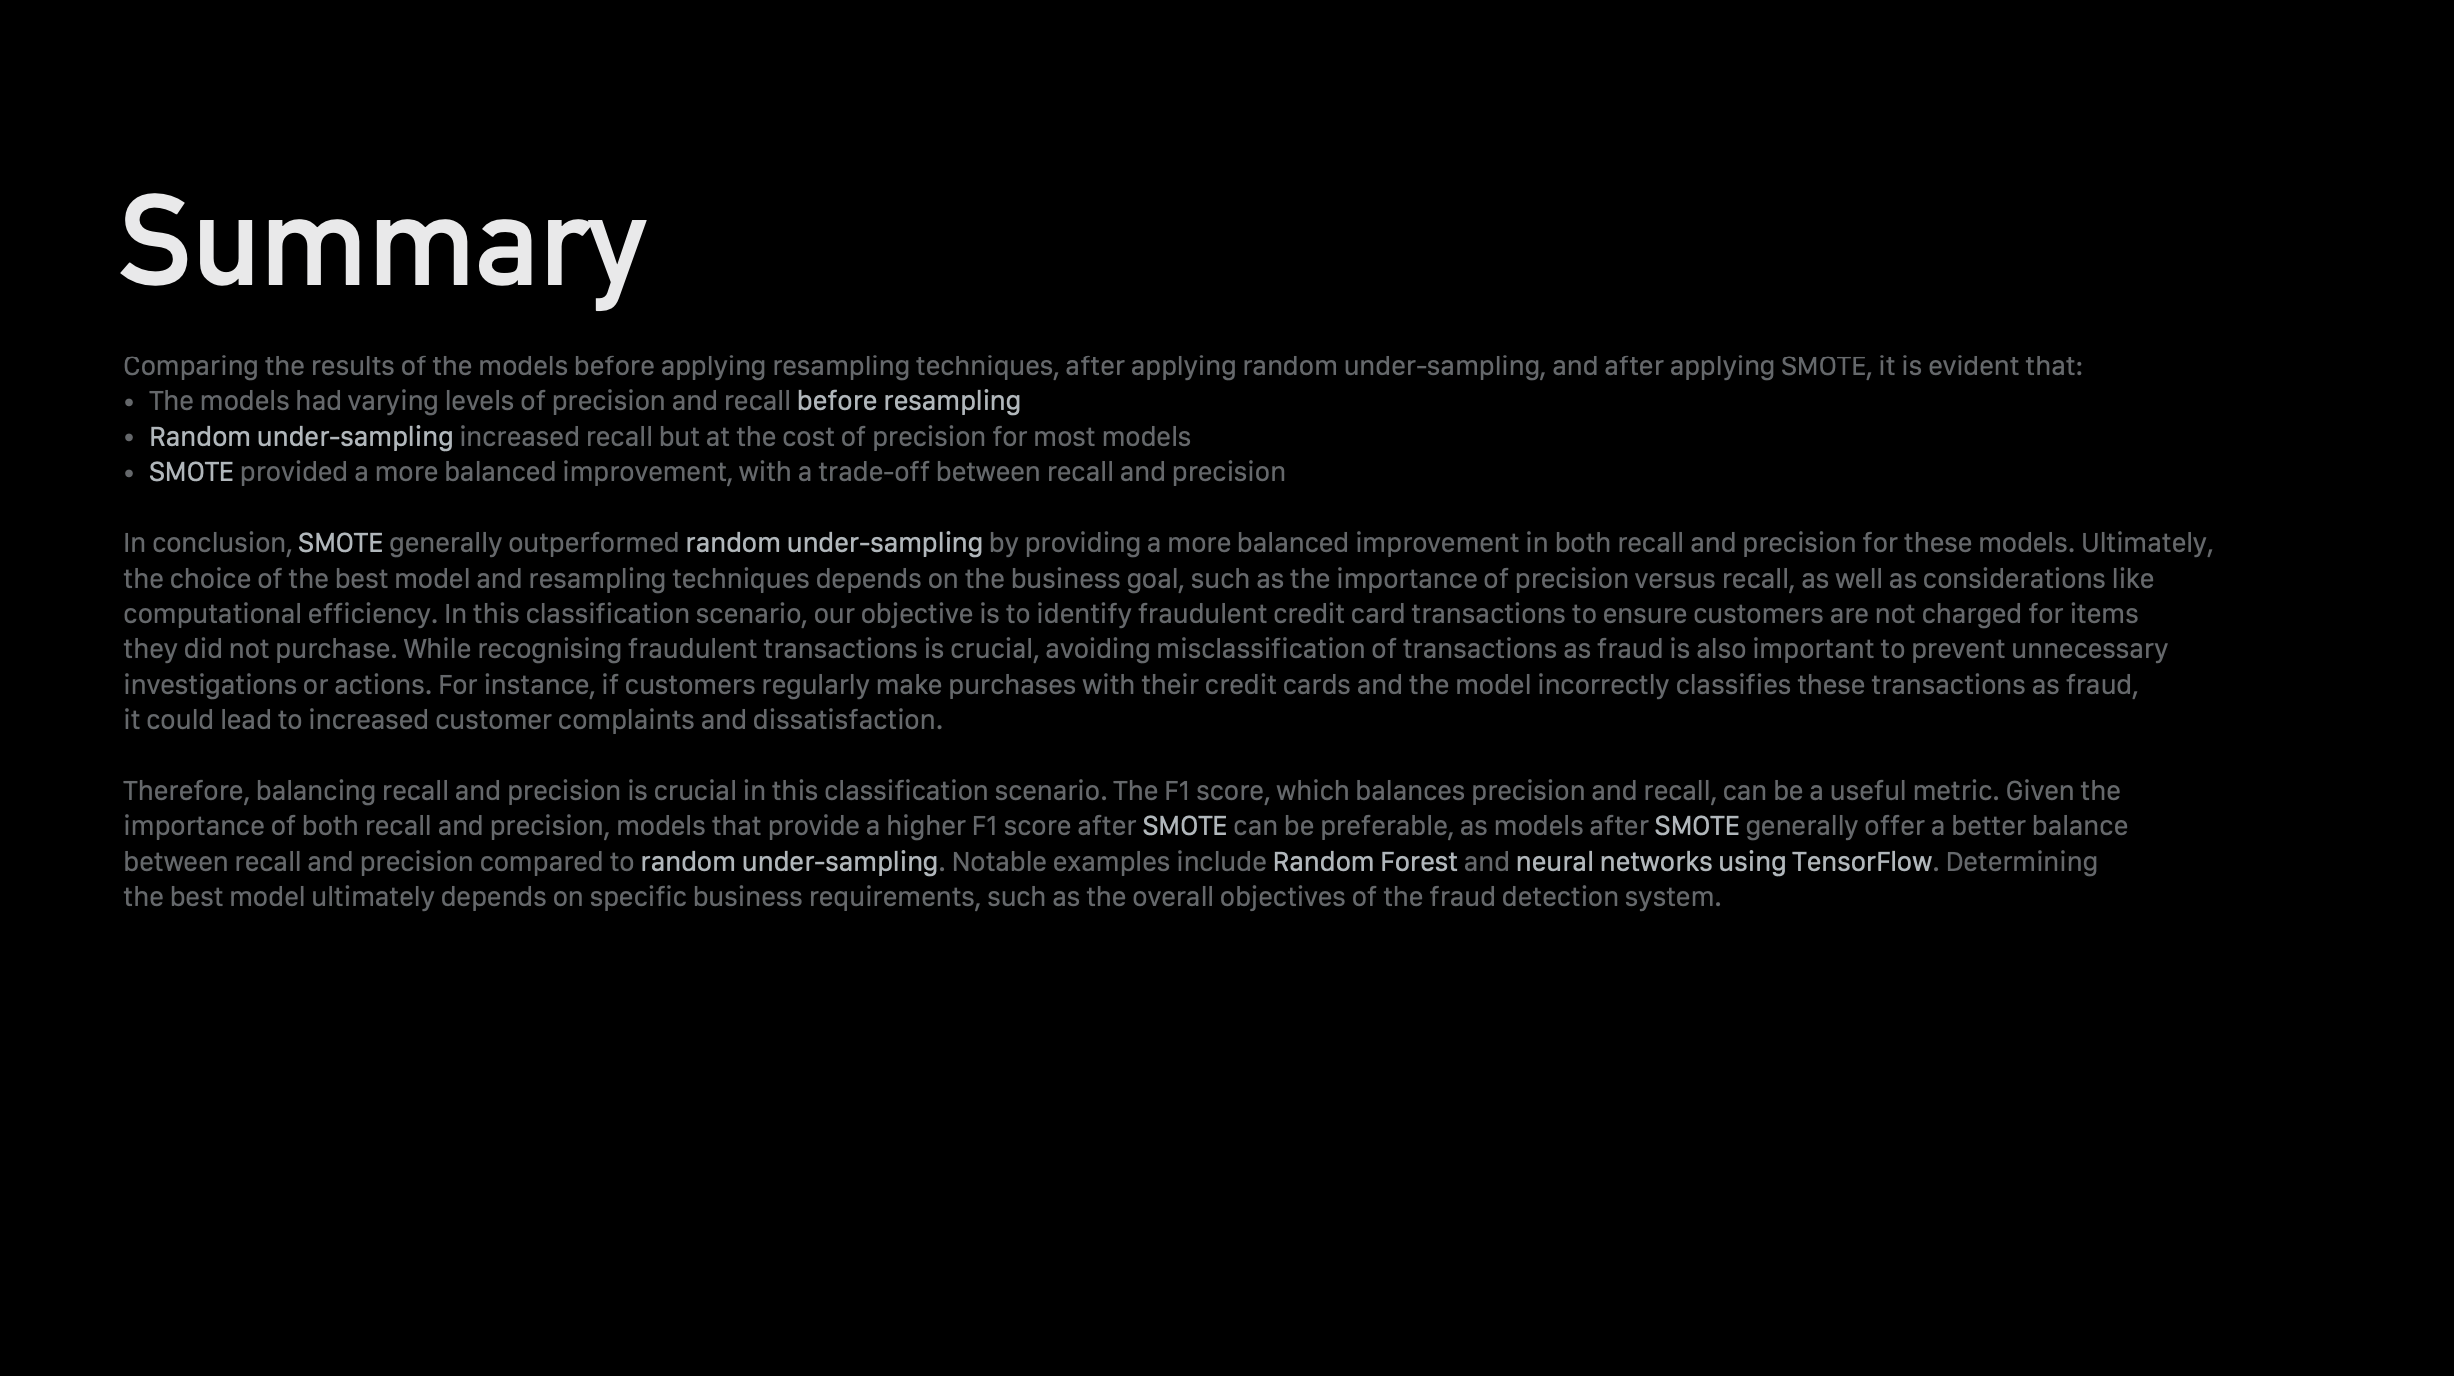 Summary
Comparing the results of the models before applying resampling techniques, after applying random under-sampling, and after applying SMOTE, it is evident that:
• The models had varying levels of precision and recall before resampling
• Random under-sampling increased recall but at the cost of precision for most models
• SMOTE provided a more balanced improvement, with a trade-off between recall and precision
In conclusion, SMOTE generally outperformed random under-sampling by providing a more balanced improvement in both recall and precision for these models. Ultimately,
the choice of the best model and resampling techniques depends on the business goal, such as the importance of precision versus recall, as well as considerations like
computational efficiency. In this classification scenario, our objective is to identify fraudulent credit card transactions to ensure customers are not charged for items
they did not purchase. While recognising fraudulent transactions is crucial, avoiding misclassification of transactions as fraud is also important to prevent unnecessary
investigations or actions. For instance, if customers regularly make purchases with their credit cards and the model incorrectly classifies these transactions as fraud,
it could lead to increased customer complaints and dissatisfaction.
Therefore, balancing recall and precision is crucial in this classification scenario. The F1 score, which balances precision and recall, can be a useful metric. Given the
importance of both recall and precision, models that provide a higher F1 score after SMOTE can be preferable, as models after SMOTE generally offer a better balance
between recall and precision compared to random under-sampling. Notable examples include Random Forest and neural networks using TensorFlow. Determining
the best model ultimately depends on specific business requirements, such as the overall objectives of the fraud detection system.